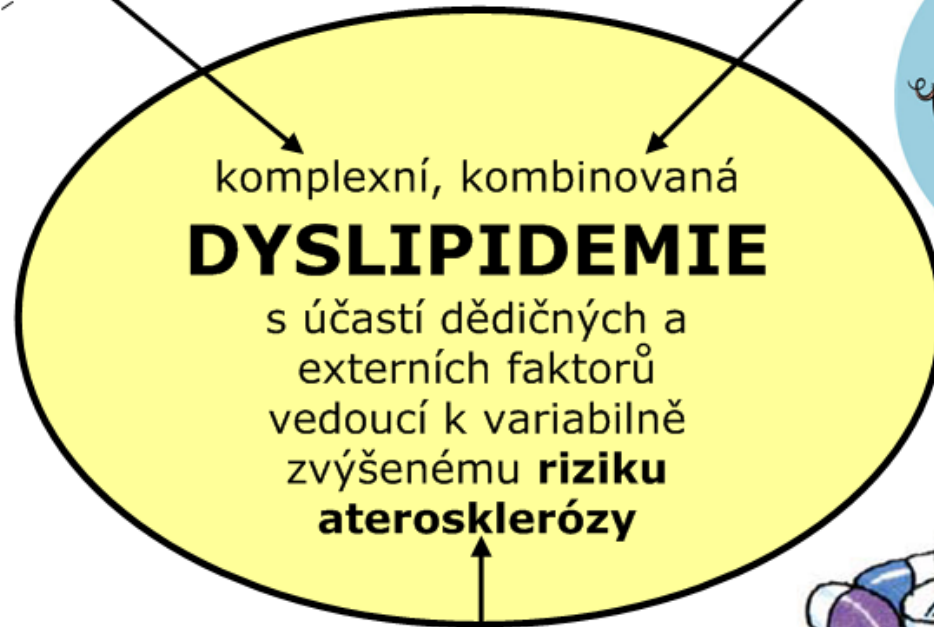 komplexní, kombinovaná
DYSLIPIDEMIE
s účastí dědičných a
externích faktorů
vedoucí k variabilně
zvýšenému riziku
aterosklerózy